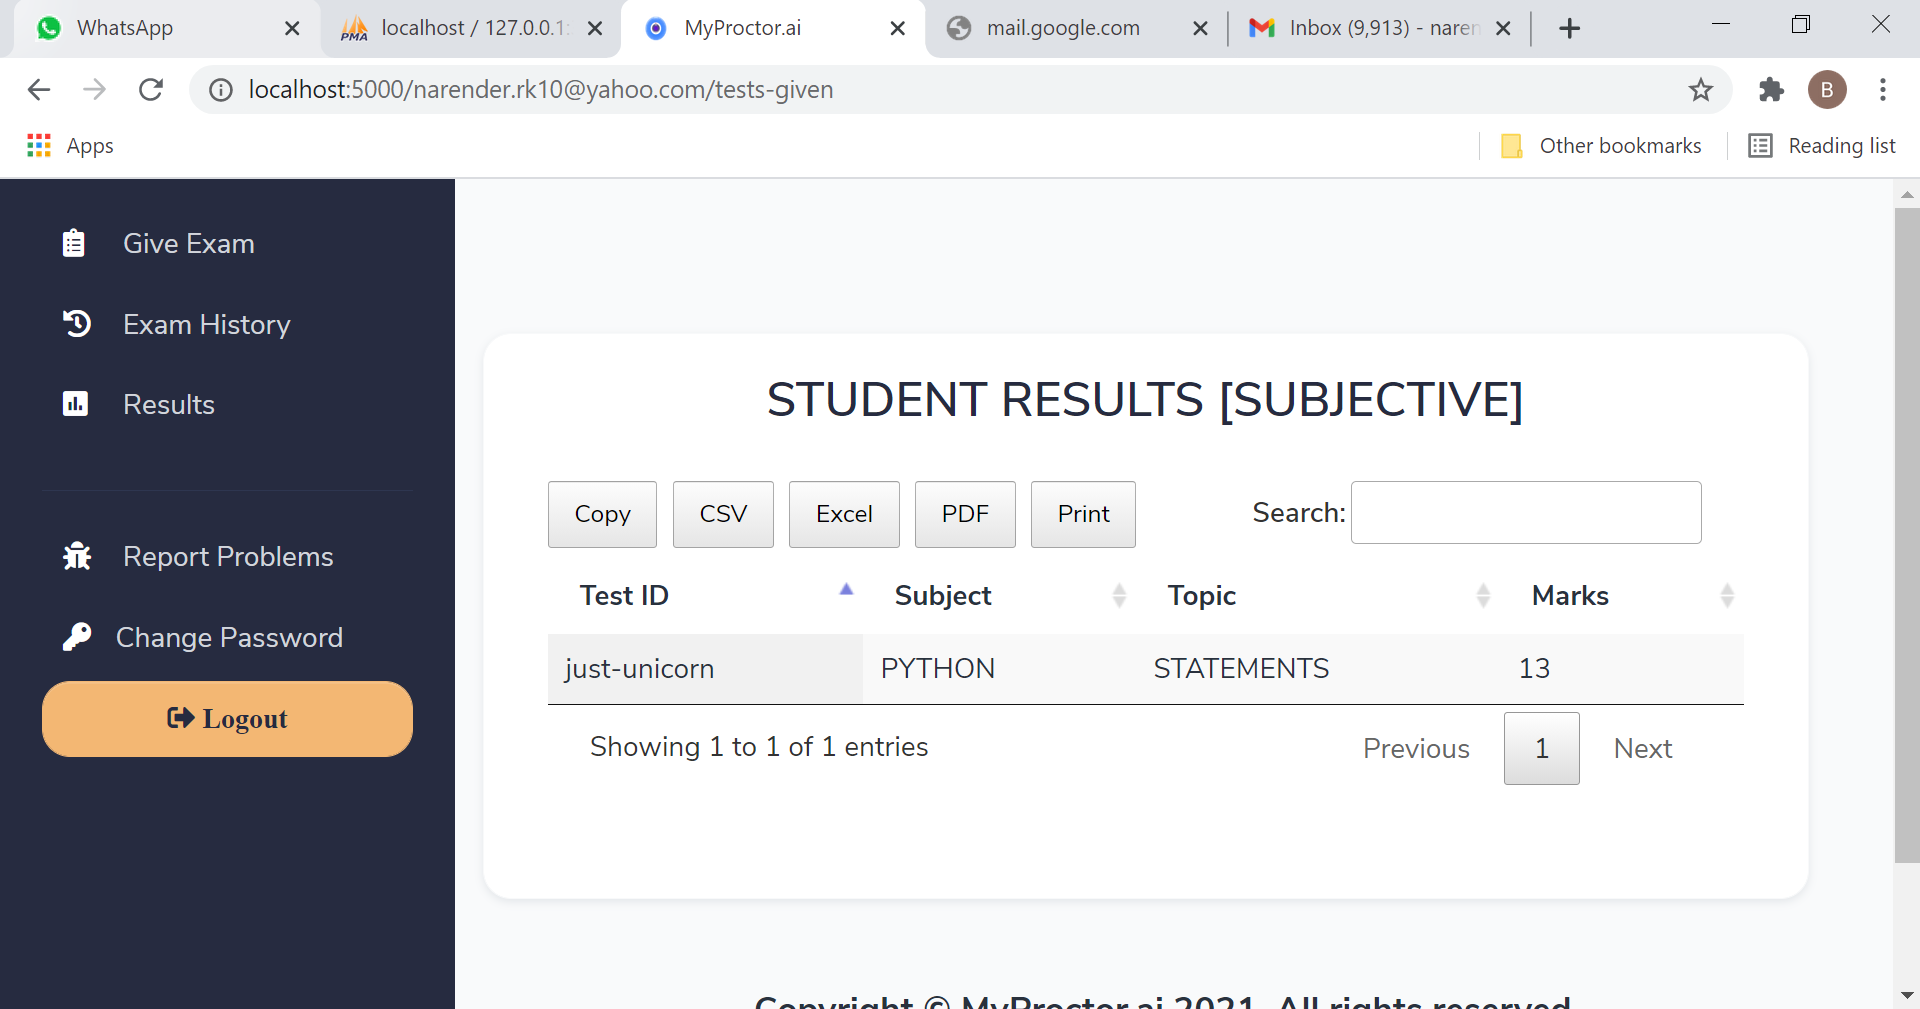 WhatsApp
localhost / 127.0.0.1:
MyProctor.ai
mail.google.com
Inbox (9,913) - naren
localhost:5000/narender.rk10@yahoo.com/tests-given
B
Apps
Other bookmarks
Reading list
Give Exam
Exam History
Results
Report Problems
Change Password
Logout
STUDENT RESULTS [SUBJECTIVE]
Copy CSV Excel PDF Print Search:
Test ID Subject Topic Marks
just-unicorn PYTHON STATEMENTS 13
Showing 1 to 1 of 1 entries
Previous 1 Next
Copyright © MyProctor.ai 2021. All rights reserved
PMA